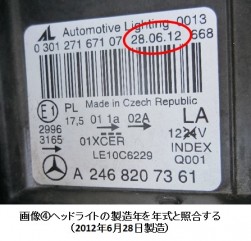 AL Automotive Lighting 0013
0 301 271 671 07 28.06.12 668
Made in Czech Republic
E1 PL 17,5 01 1a 02A LA
2996
3165 01XCER 12V INDEX
LE10C6229 Q001
A 246 820 73 61
画像④ヘッドライトの製造年を年式と照合する
(2012年6月28日製造)